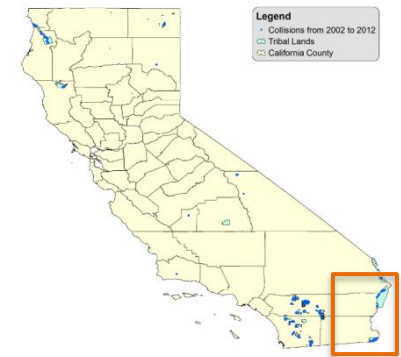 Legend
Collisions from 2002 to 2012
Tribal Lands
California County